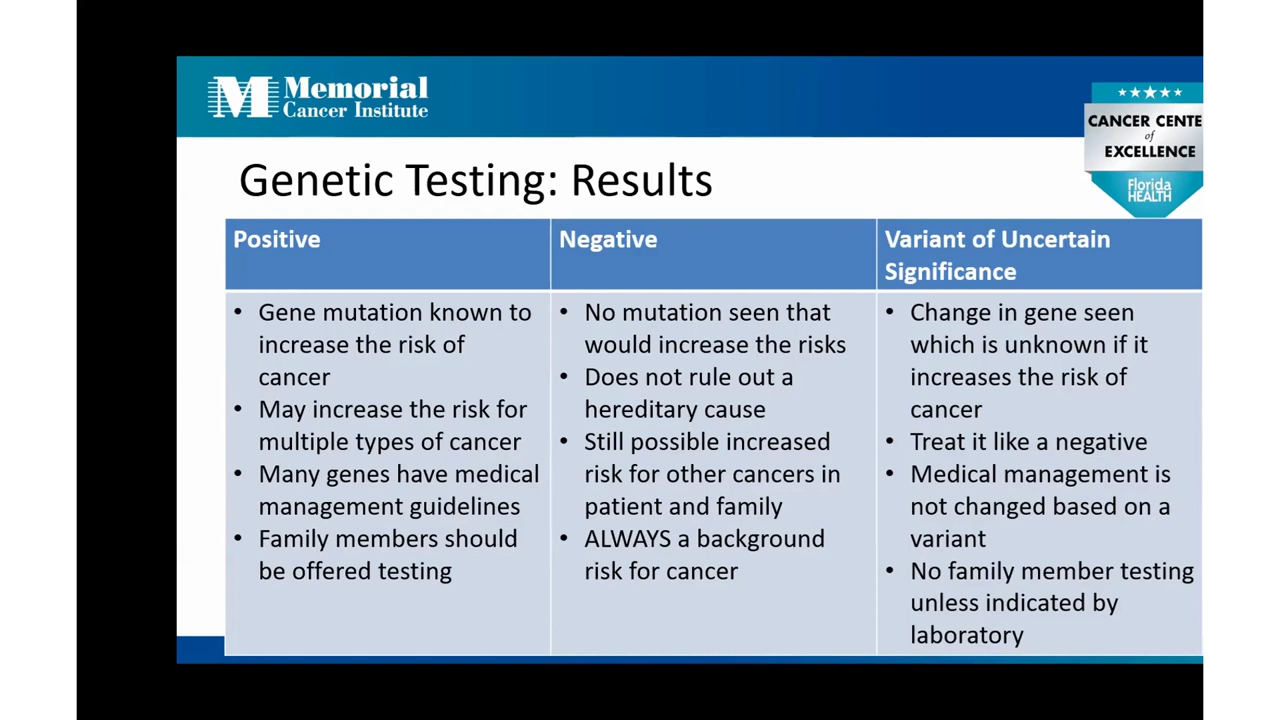 Memorial
Cancer Institute
CANCER CENTE
of
EXCELLENCE
Florida
HEALTH
Genetic Testing: Results
Positive
Negative
Variant of Uncertain
Significance
• Gene mutation known to
increase the risk of
cancer
• May increase the risk for
multiple types of cancer
• Many genes have medical
management guidelines
• Family members should
be offered testing
• No mutation seen that
would increase the risks
• Does not rule out a
hereditary cause
• Still possible increased
risk for other cancers in
patient and family
• ALWAYS a background
risk for cancer
• Change in gene seen
which is unknown if it
increases the risk of
cancer
• Treat it like a negative
• Medical management is
not changed based on a
variant
• No family member testing
unless indicated by
laboratory